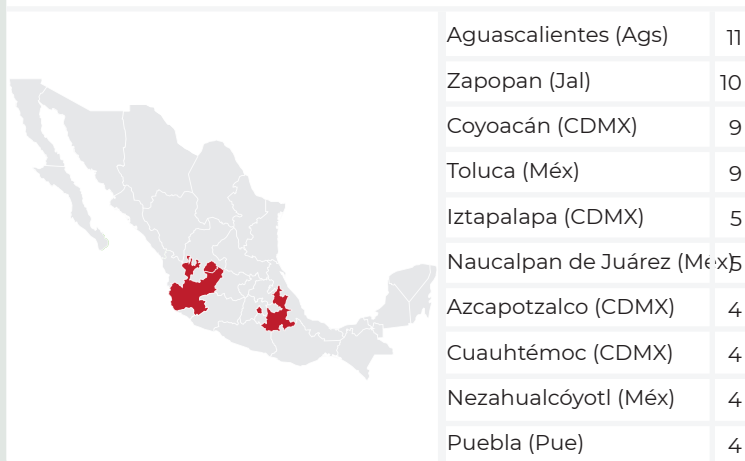 Aguascalientes (Ags) 11
Zapopan (Jal) 10
Coyoacán (CDMX) 9
Toluca (Méx) 9
Iztapalapa (CDMX) 5
Naucalpan de Juárez (Méx) 5
Azcapotzalco (CDMX) 4
Cuauhtémoc (CDMX) 4
Nezahualcóyotl (Méx) 4
Puebla (Pue) 4